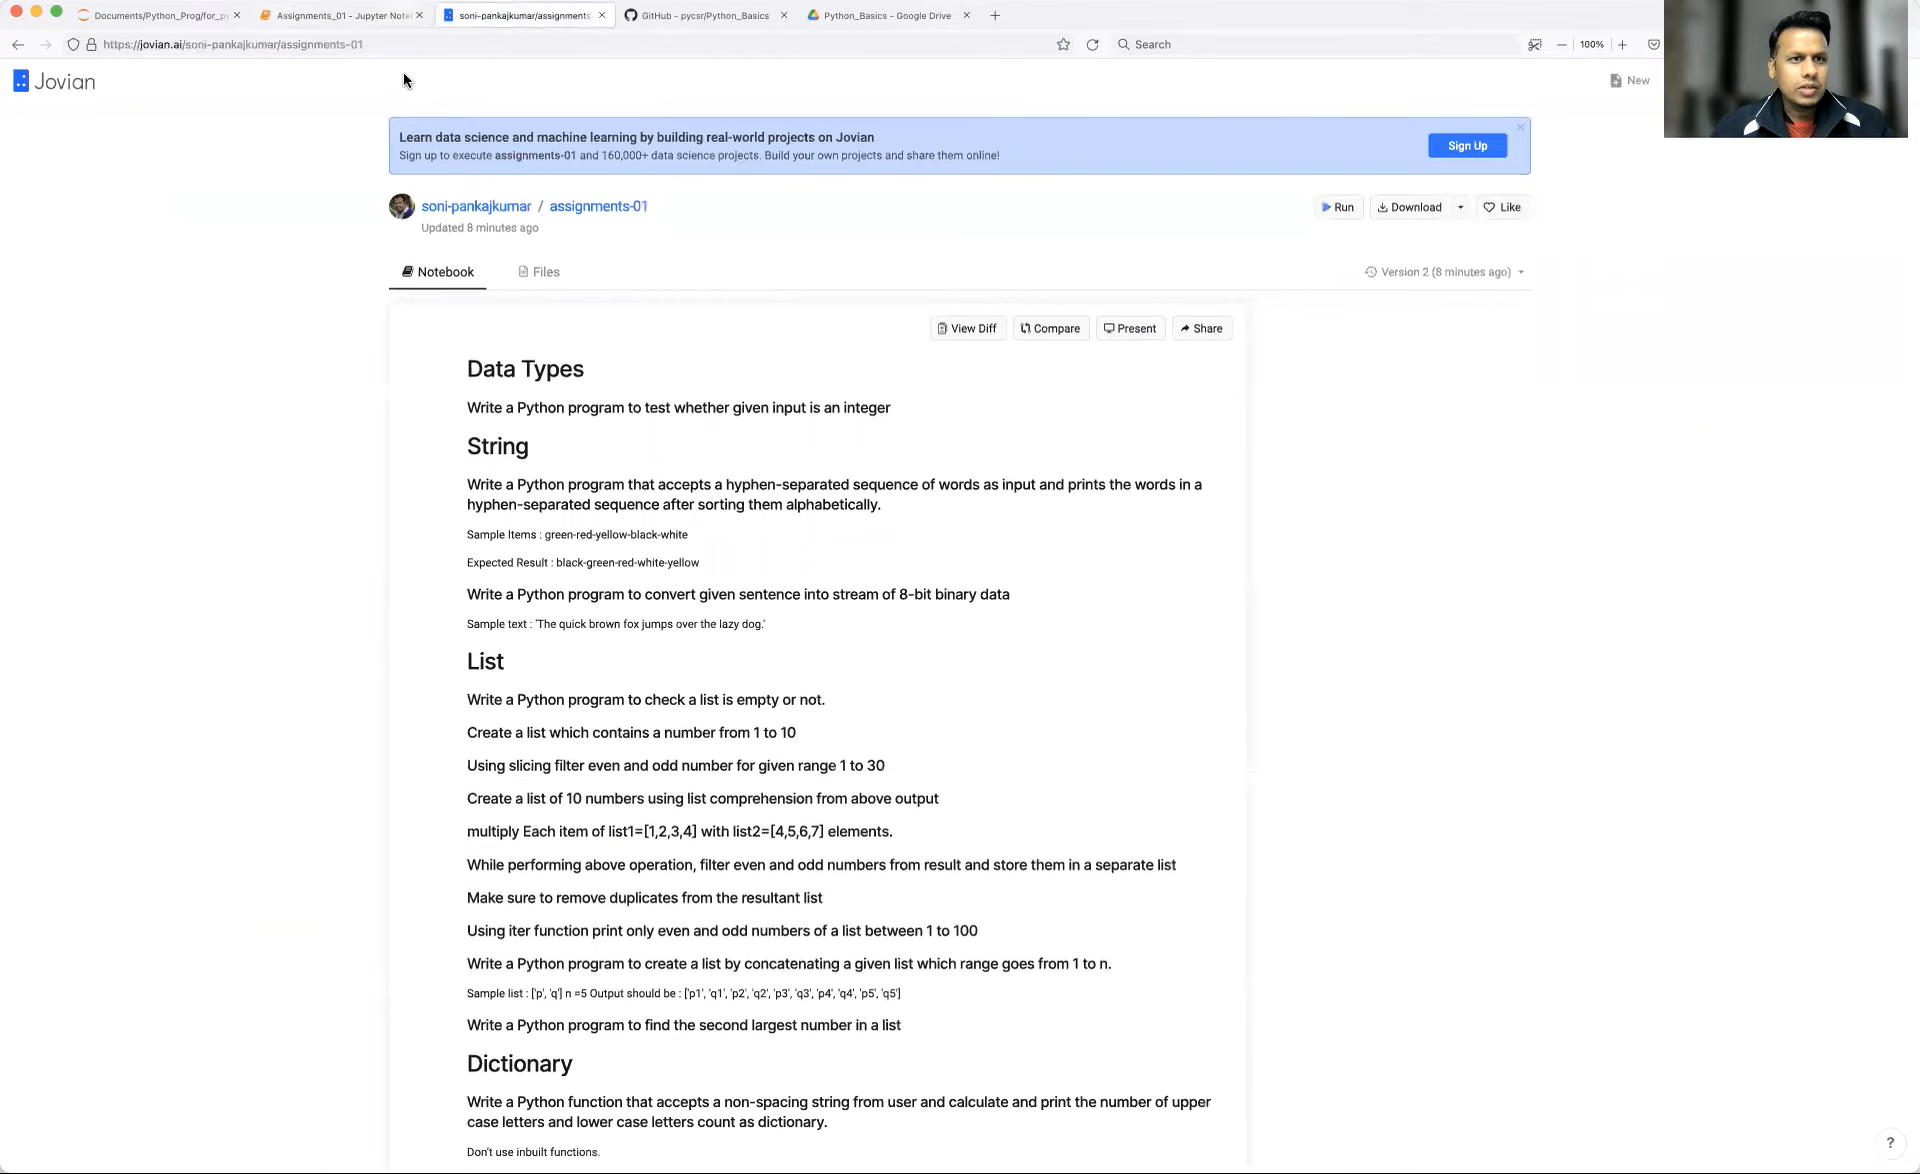 Documents/Python_Prog/for_py
Assignments_01 - Jupyter Note
soni-pankajkumar/assignments
GitHub - pycsr/Python_Basics
Python_Basics - Google Drive
https://jovian.ai/soni-pankajkumar/assignments-01
Search
100%
Jovian
New
Learn data science and machine learning by building real-world projects on Jovian
Sign up to execute assignments-01 and 160,000+ data science projects. Build your own projects and share them online!
Sign Up
soni-pankajkumar / assignments-01
Updated 8 minutes ago
Run
Download
Like
Notebook
Files
Version 2 (8 minutes ago)
View Diff
Compare
Present
Share
Data Types
Write a Python program to test whether given input is an integer
String
Write a Python program that accepts a hyphen-separated sequence of words as input and prints the words in a
hyphen-separated sequence after sorting them alphabetically.
Sample Items : green-red-yellow-black-white
Expected Result : black-green-red-white-yellow
Write a Python program to convert given sentence into stream of 8-bit binary data
Sample text : 'The quick brown fox jumps over the lazy dog.'
List
Write a Python program to check a list is empty or not.
Create a list which contains a number from 1 to 10
Using slicing filter even and odd number for given range 1 to 30
Create a list of 10 numbers using list comprehension from above output
multiply Each item of list1=[1,2,3,4] with list2=[4,5,6,7] elements.
While performing above operation, filter even and odd numbers from result and store them in a separate list
Make sure to remove duplicates from the resultant list
Using iter function print only even and odd numbers of a list between 1 to 100
Write a Python program to create a list by concatenating a given list which range goes from 1 to n.
Sample list : ['p', 'q'] n =5 Output should be : ['p1', 'q1', 'p2', 'q2', 'p3', 'q3', 'p4', 'q4', 'p5', 'q5']
Write a Python program to find the second largest number in a list
Dictionary
Write a Python function that accepts a non-spacing string from user and calculate and print the number of upper
case letters and lower case letters count as dictionary.
Don't use inbuilt functions.
?